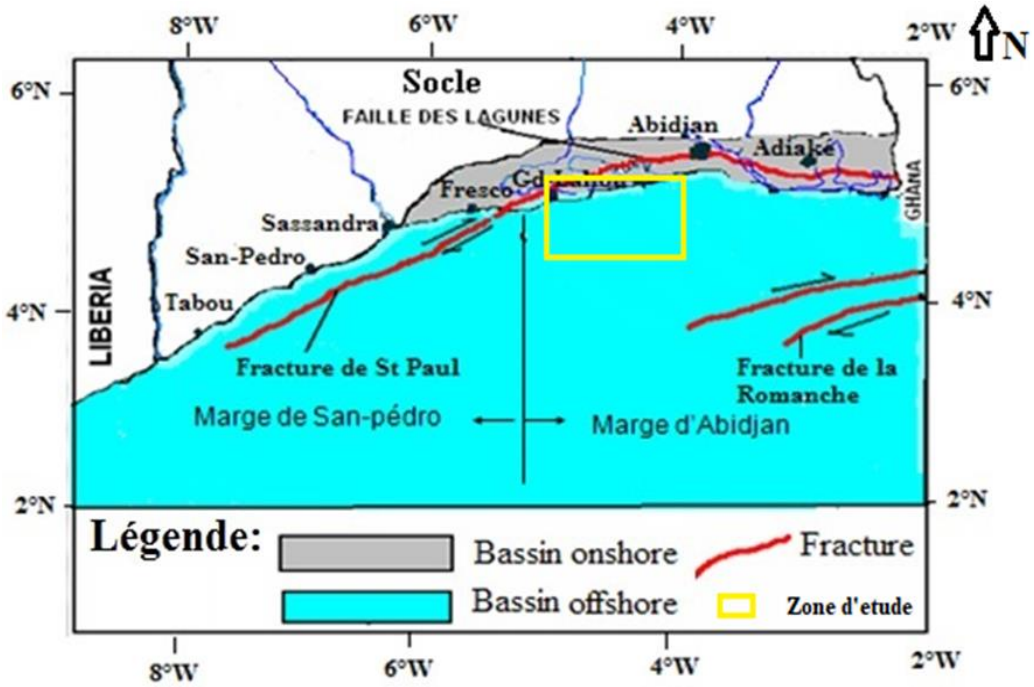 8°W
6°W
4°W
2°W
N
6°N
6°N
Socle
FAILLE DES LAGUNES
Abidjan
Adiaké
Fresco
Sassandra
GHANA
San-Pedro
LIBERIA
Tabou
4°N
4°N
Fracture de St Paul
Fracture de la
Romanche
Marge de San-pédro
Marge d'Abidjan
2°N
2°N
Légende:
Bassin onshore
Fracture
Bassin offshore
Zone d'etude
8°W
6°W
4°W
2°W